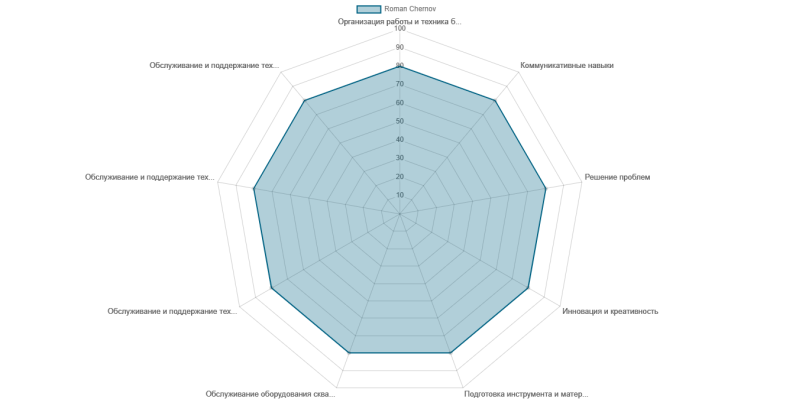 Roman Chernov
Организация работы и техника б...
100
Обслуживание и поддержание тех...
Коммуникативные навыки
90
80
70
60
50
40
30
20
10
Обслуживание и поддержание тех...
Решение проблем
Обслуживание и поддержание тех...
Инновация и креативность
Обслуживание оборудования сква...
Подготовка инструмента и матер...